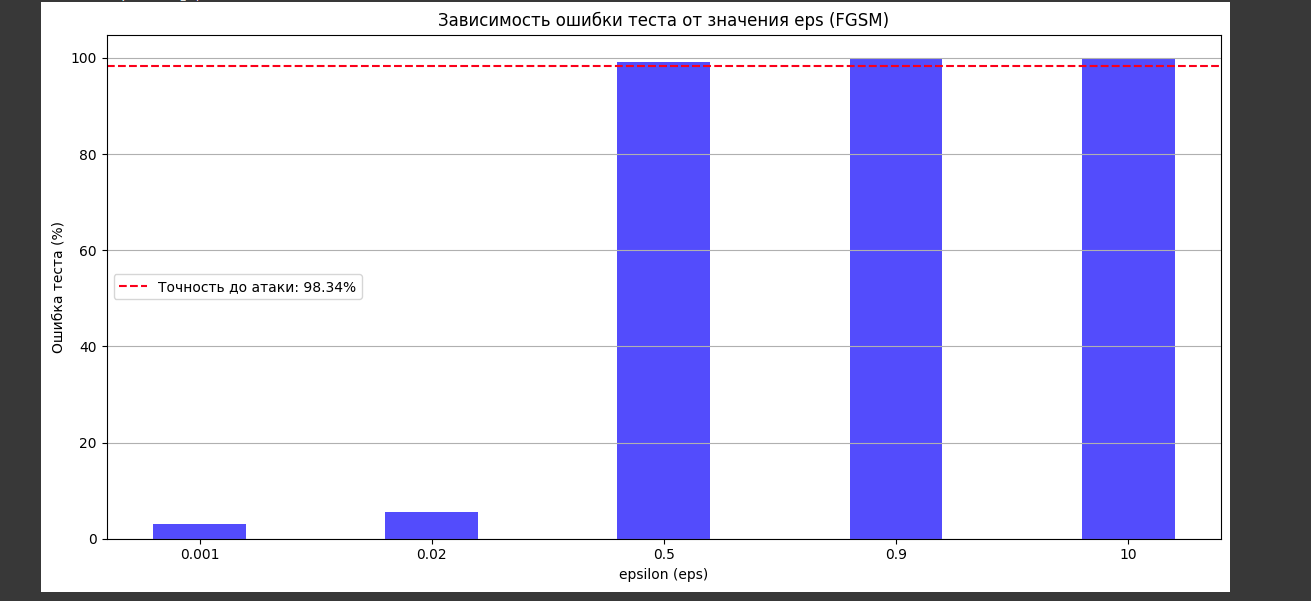 Зависимость ошибки теста от значения eps (FGSM)
100
80
60
40
20
0
Ошибка теста (%)
Точность до атаки: 98.34%
0.001 0.02 0.5 0.9 10
epsilon (eps)